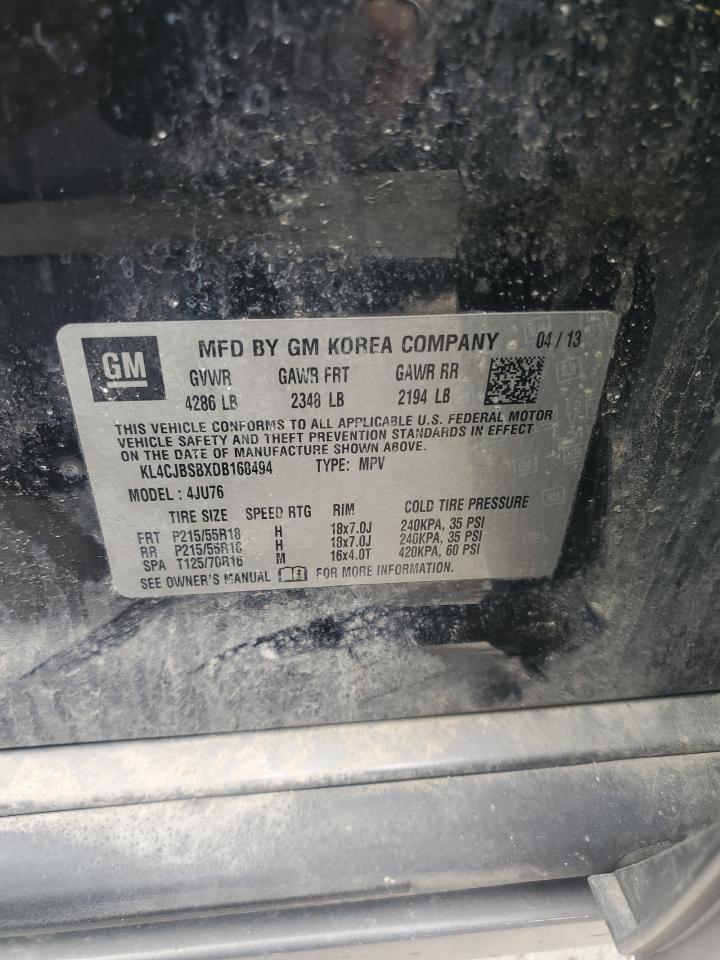 GM
MFD BY GM KOREA COMPANY 04 / 13
GVWR GAWR FRT GAWR RR
4286 LB 2348 LB 2194 LB
THIS VEHICLE CONFORMS TO ALL APPLICABLE U.S. FEDERAL MOTOR
VEHICLE SAFETY AND THEFT PREVENTION STANDARDS IN EFFECT
ON THE DATE OF MANUFACTURE SHOWN ABOVE.
KL4CJBSBXDB168494 TYPE: MPV
MODEL : 4JU76
TIRE SIZE SPEED RTG RIM COLD TIRE PRESSURE
FRT P215/55R18 H 18x7.0J 240KPA, 35 PSI
RR P215/55R18 H 18x7.0J 240KPA, 35 PSI
SPA T125/70R16 M 16x4.0T 420KPA, 60 PSI
SEE OWNER'S MANUAL FOR MORE INFORMATION.